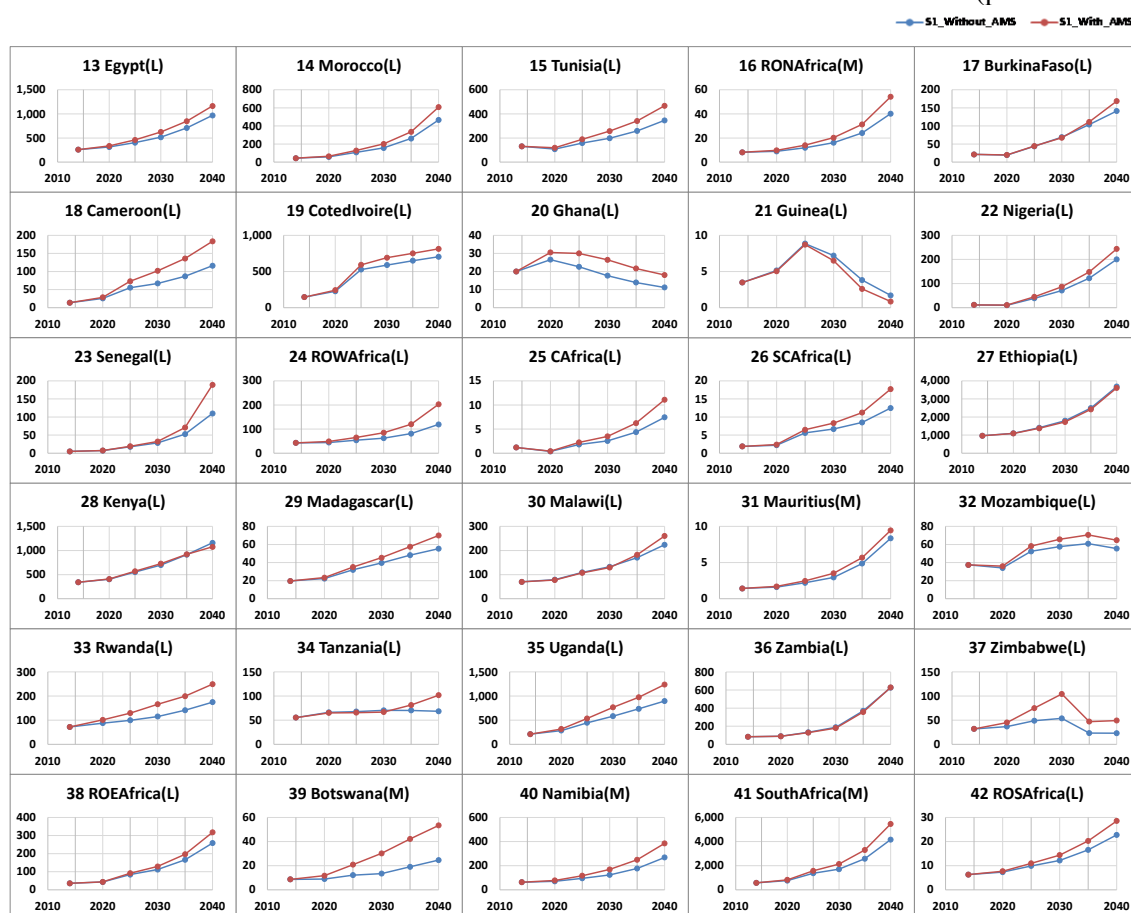 (p
S1_Without_AMS S1_With_AMS
13 Egypt(L) 14 Morocco(L) 15 Tunisia(L) 16 RONAfrica(M) 17 BurkinaFaso(L)
1,500 800 600 60 200
1,000 600 400 40 150
500 400 200 20 100
0 200 0 0 50
0 0
2010 2020 2030 2040 2010 2020 2030 2040 2010 2020 2030 2040 2010 2020 2030 2040 2010 2020 2030 2040
18 Cameroon(L) 19 CotedIvoire(L) 20 Ghana(L) 21 Guinea(L) 22 Nigeria(L)
200 1,000 40 10 300
150 500 30 5 200
100 0 20 0 100
50 10 0
0 0
2010 2020 2030 2040 2010 2020 2030 2040 2010 2020 2030 2040 2010 2020 2030 2040 2010 2020 2030 2040
23 Senegal(L) 24 ROWAfrica(L) 25 CAfrica(L) 26 SCAfrica(L) 27 Ethiopia(L)
200 300 15 20 4,000
150 200 10 15 3,000
100 100 5 10 2,000
50 0 0 5 1,000
0 0 0
2010 2020 2030 2040 2010 2020 2030 2040 2010 2020 2030 2040 2010 2020 2030 2040 2010 2020 2030 2040
28 Kenya(L) 29 Madagascar(L) 30 Malawi(L) 31 Mauritius(M) 32 Mozambique(L)
1,500 80 300 10 80
1,000 60 200 5 60
500 40 100 0 40
0 20 0 20
0 0
2010 2020 2030 2040 2010 2020 2030 2040 2010 2020 2030 2040 2010 2020 2030 2040 2010 2020 2030 2040
33 Rwanda(L) 34 Tanzania(L) 35 Uganda(L) 36 Zambia(L) 37 Zimbabwe(L)
300 150 1,500 800 150
200 100 1,000 600 100
100 50 500 400 50
0 0 0 200 0
0
2010 2020 2030 2040 2010 2020 2030 2040 2010 2020 2030 2040 2010 2020 2030 2040 2010 2020 2030 2040
38 ROEAfrica(L) 39 Botswana(M) 40 Namibia(M) 41 SouthAfrica(M) 42 ROSAfrica(L)
400 60 600 6,000 30
300 40 400 4,000 20
200 20 200 2,000 10
100 0 0 0 0
0
2010 2020 2030 2040 2010 2020 2030 2040 2010 2020 2030 2040 2010 2020 2030 2040 2010 2020 2030 2040